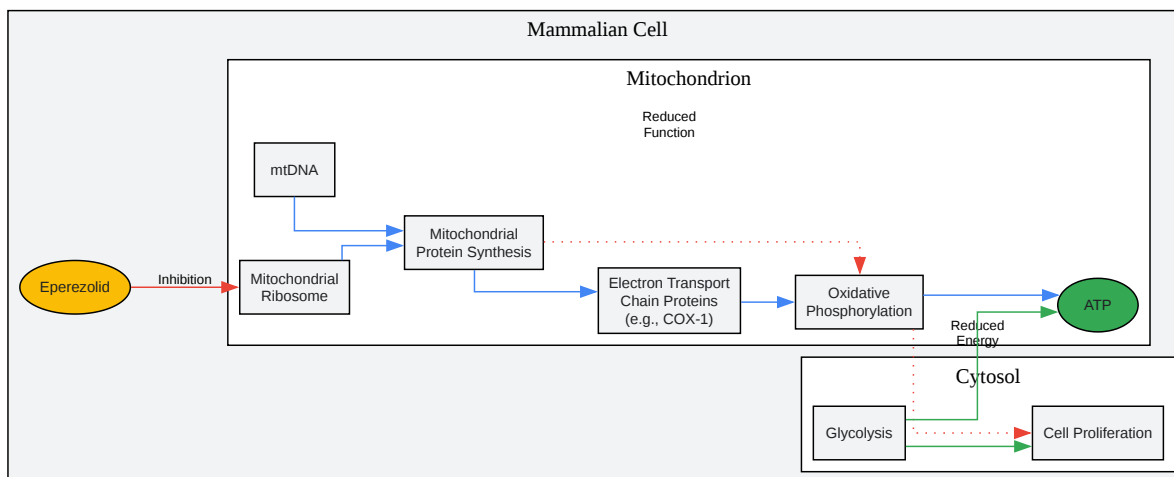 Mammalian Cell
Mitochondrion
Reduced
Function
mtDNA
Mitochondrial
Protein Synthesis
Eperezolid
Inhibition
Mitochondrial
Ribosome
Electron Transport
Chain Proteins
(e.g., COX-1)
Oxidative
Phosphorylation
ATP
Reduced
Energy
Cytosol
Glycolysis
Cell Proliferation